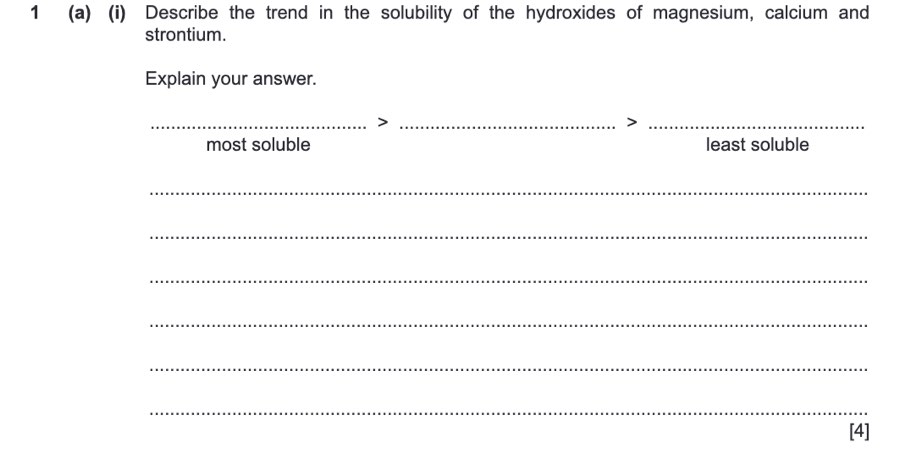 1 (a) (i) Describe the trend in the solubility of the hydroxides of magnesium, calcium and
strontium.
Explain your answer.
.......................................... > .......................................... > ..........................................
most soluble least soluble
..........................................................................................................................................
..........................................................................................................................................
..........................................................................................................................................
..........................................................................................................................................
..........................................................................................................................................
..........................................................................................................................................
[4]